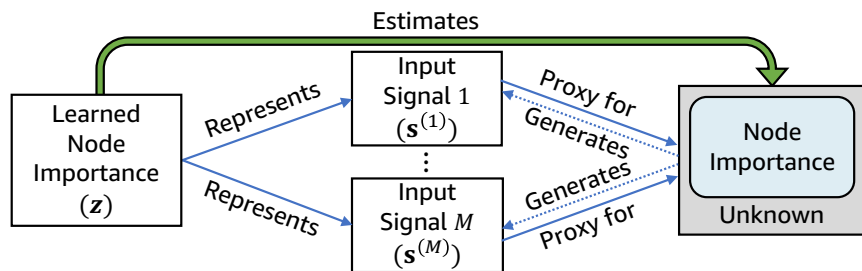 Estimates
Learned
Node
Importance
(z)
Represents
Represents
Input
Signal 1
(s⁽¹⁾)
⋮
Input
Signal M
(s⁽ᴹ⁾)
Proxy for
Generates
Generates
Proxy for
Node
Importance
Unknown